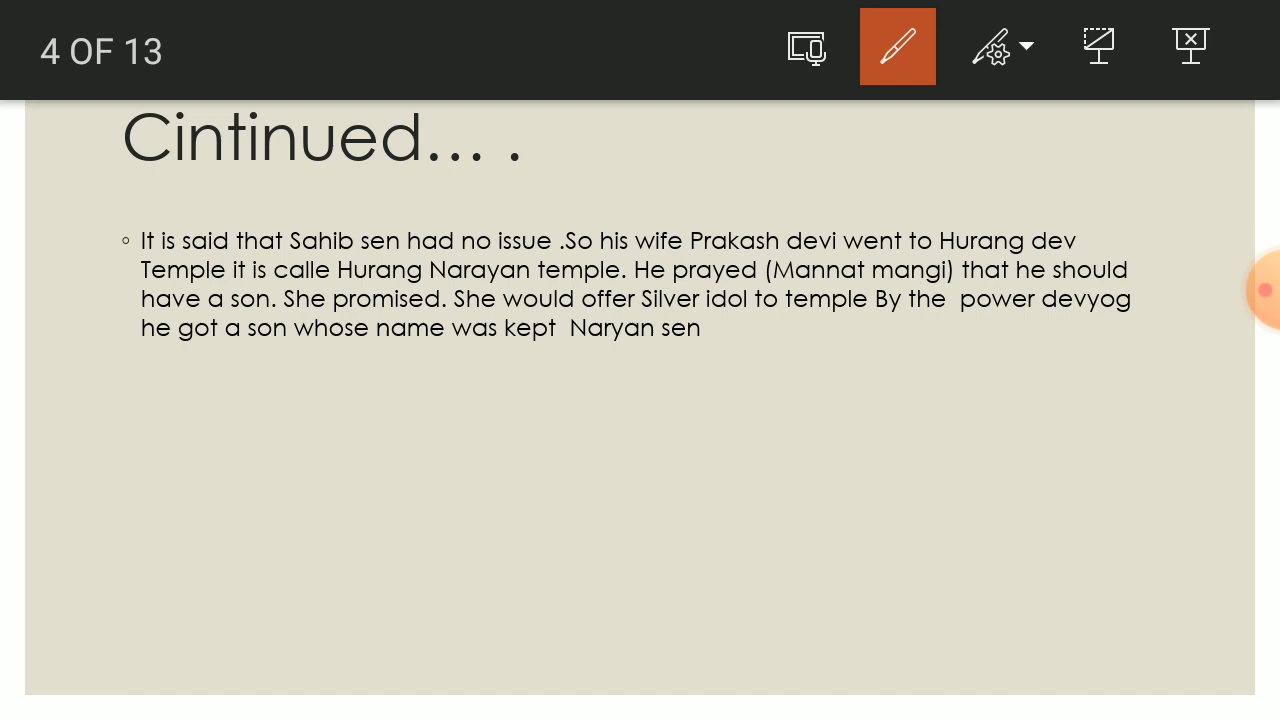 4 OF 13
Cintinued... .
◦ It is said that Sahib sen had no issue .So his wife Prakash devi went to Hurang dev
Temple it is calle Hurang Narayan temple. He prayed (Mannat mangi) that he should
have a son. She promised. She would offer Silver idol to temple By the  power devyog
he got a son whose name was kept  Naryan sen